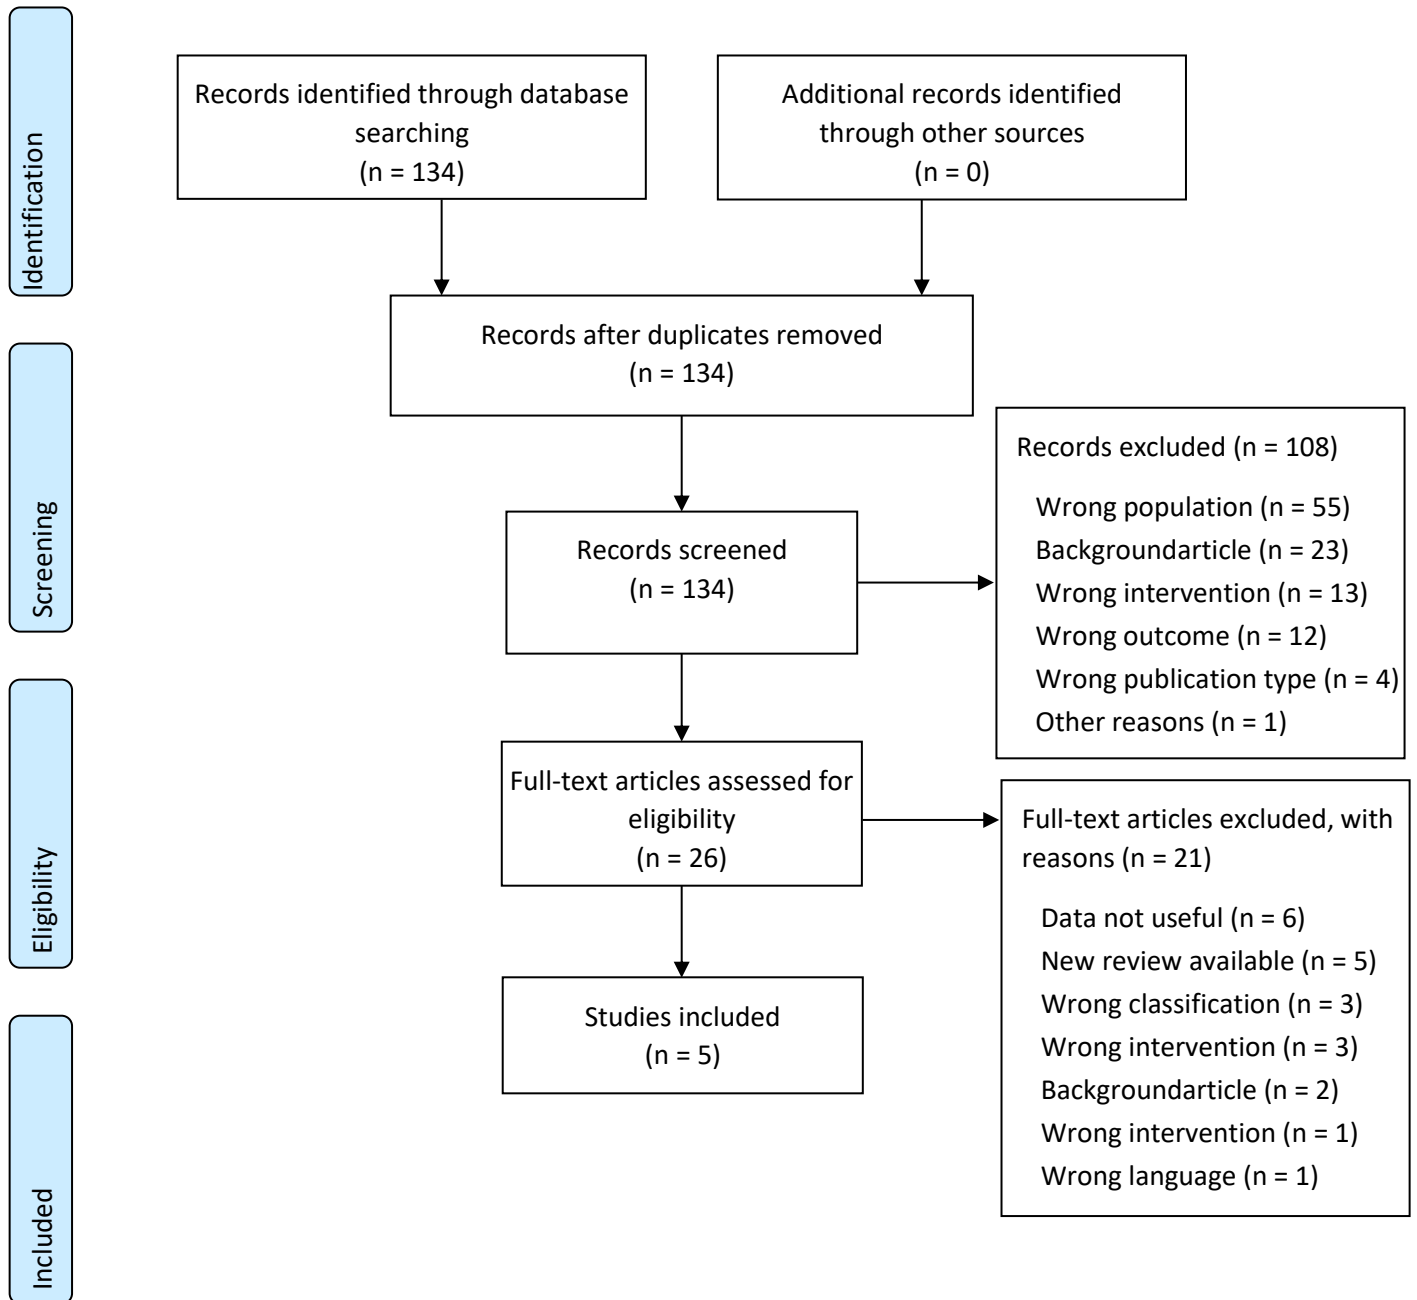 Identification
Records identified through database
searching
(n = 134)
Additional records identified
through other sources
(n = 0)
Records after duplicates removed
(n = 134)
Screening
Records screened
(n = 134)
Records excluded (n = 108)
Wrong population (n = 55)
Backgroundarticle (n = 23)
Wrong intervention (n = 13)
Wrong outcome (n = 12)
Wrong publication type (n = 4)
Other reasons (n = 1)
Eligibility
Full-text articles assessed for
eligibility
(n = 26)
Full-text articles excluded, with
reasons (n = 21)
Data not useful (n = 6)
New review available (n = 5)
Wrong classification (n = 3)
Wrong intervention (n = 3)
Backgroundarticle (n = 2)
Wrong intervention (n = 1)
Wrong language (n = 1)
Included
Studies included
(n = 5)